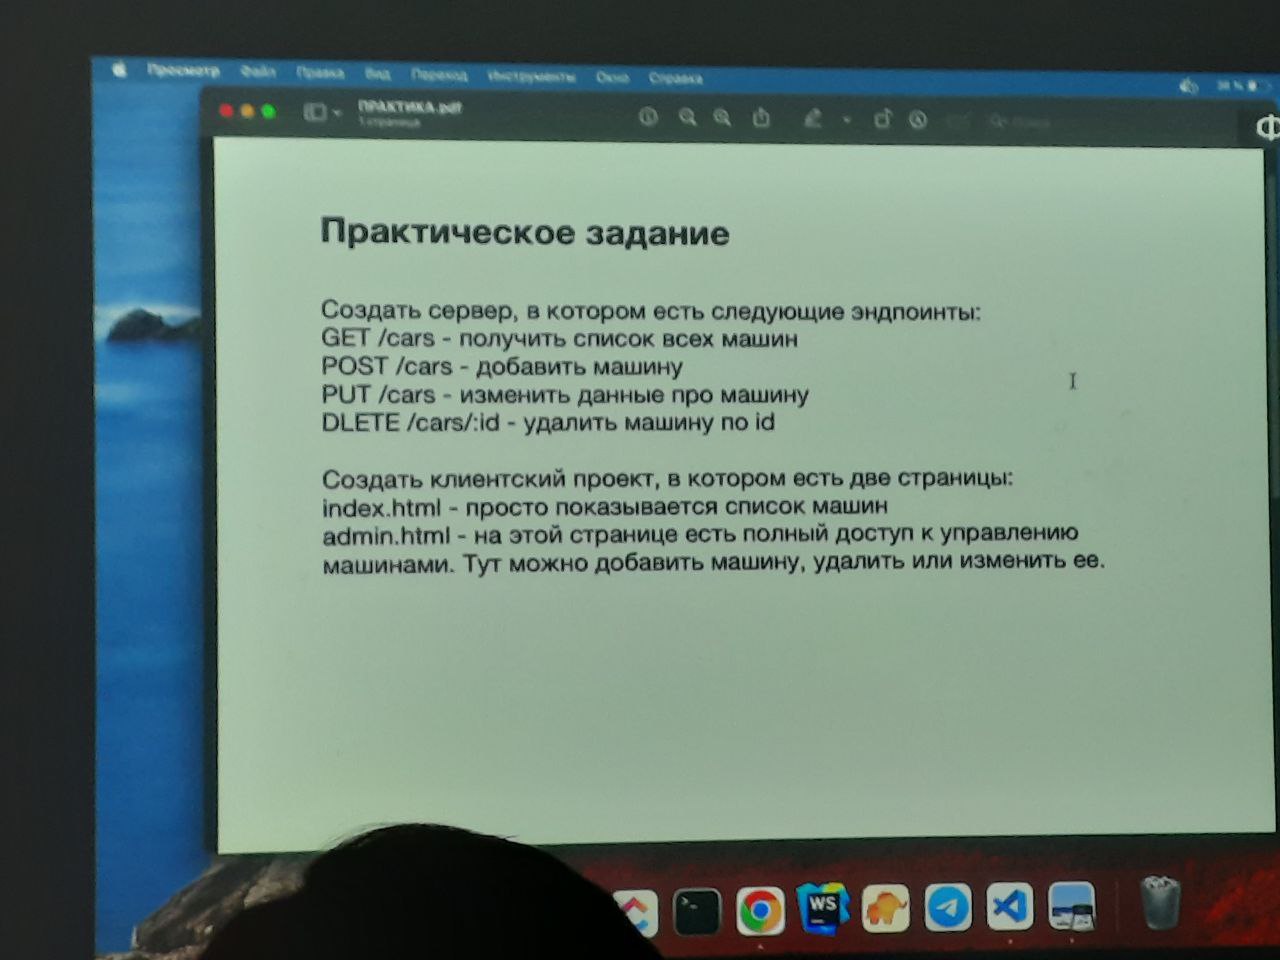 Просмотр Файл Правка Вид Переход Инструменты Окно Справка
ПРАКТИКА.pdf
1 страница
Практическое задание
Создать сервер, в котором есть следующие эндпоинты:
GET /cars - получить список всех машин
POST /cars - добавить машину
PUT /cars - изменить данные про машину
DLETE /cars/:id - удалить машину по id
Создать клиентский проект, в котором есть две страницы:
index.html - просто показывается список машин
admin.html - на этой странице есть полный доступ к управлению
машинами. Тут можно добавить машину, удалить или изменить ее.
WS